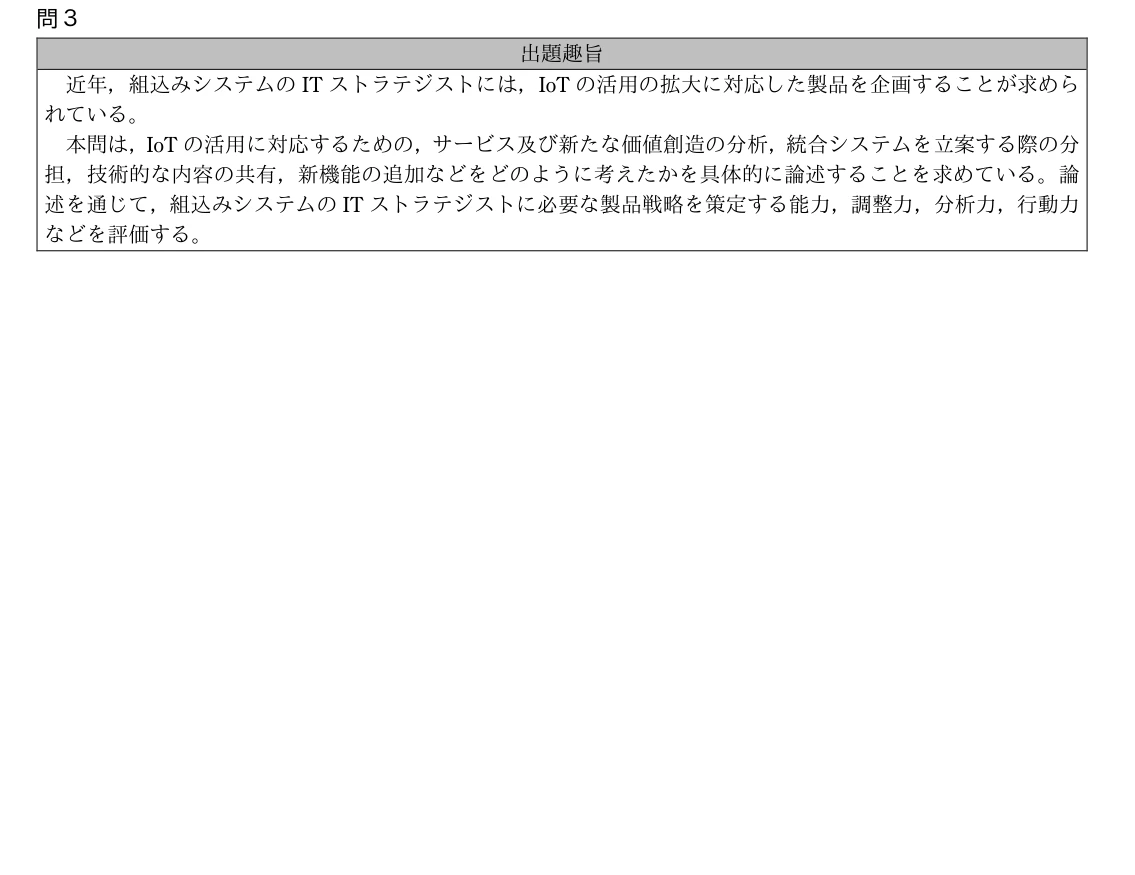 問３
出題趣旨
　近年，組込みシステムの IT ストラテジストには，IoT の活用の拡大に対応した製品を企画することが求めら
れている。
　本問は，IoT の活用に対応するための，サービス及び新たな価値創造の分析，統合システムを立案する際の分
担，技術的な内容の共有，新機能の追加などをどのように考えたかを具体的に論述することを求めている。論
述を通じて，組込みシステムの IT ストラテジストに必要な製品戦略を策定する能力，調整力，分析力，行動力
などを評価する。